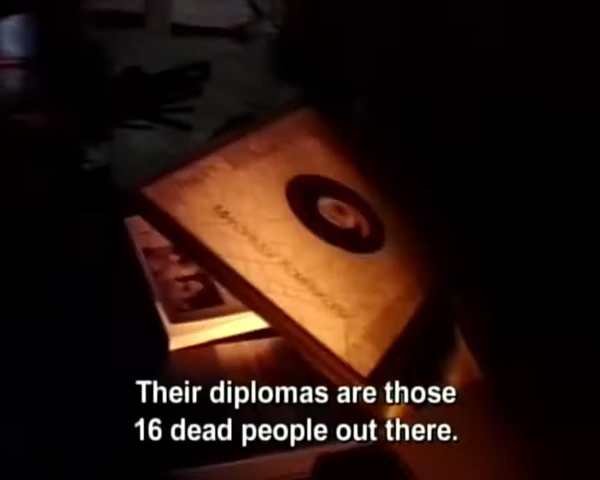 Their diplomas are those
16 dead people out there.